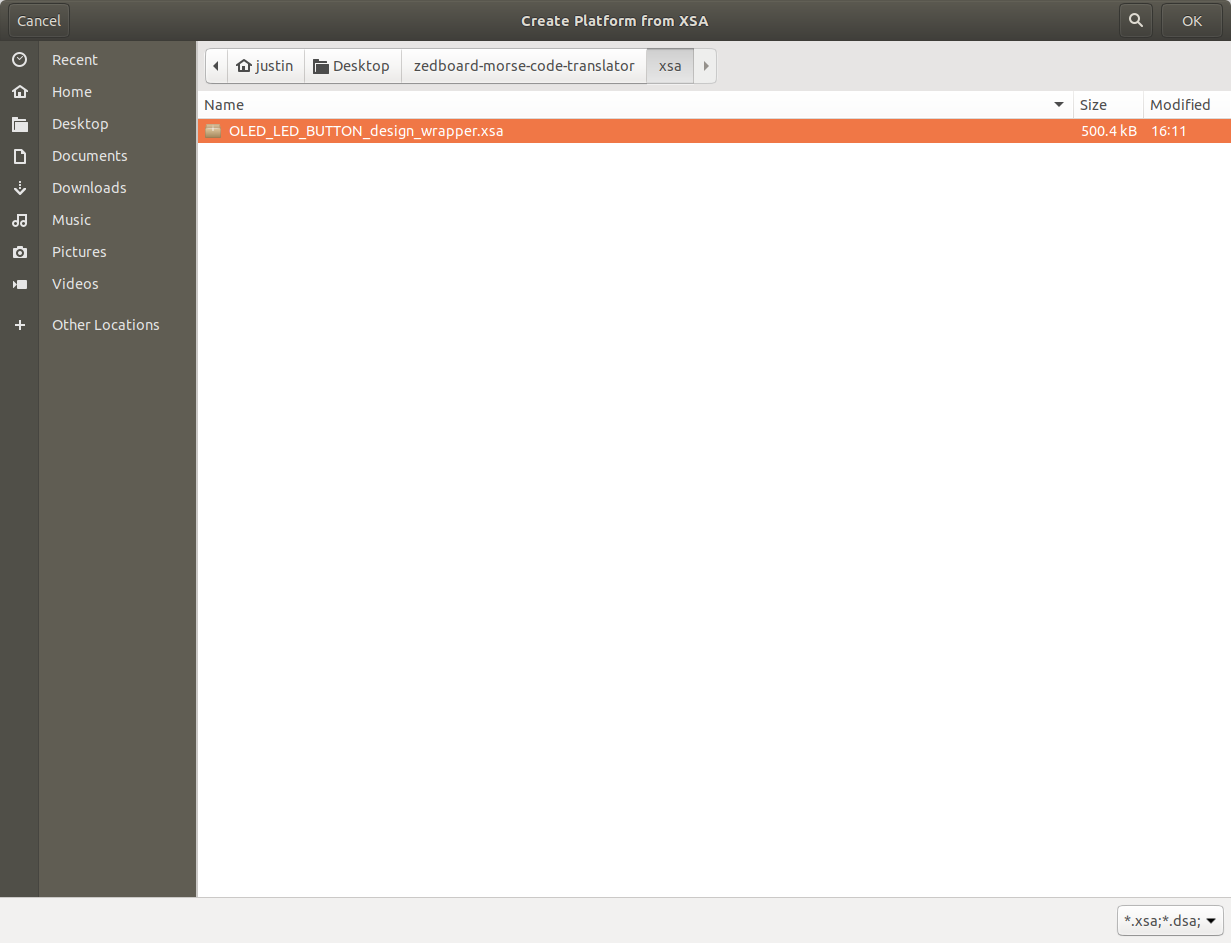 Cancel
Create Platform from XSA
OK
Recent
Home
Desktop
Documents
Downloads
Music
Pictures
Videos
Other Locations
justin
Desktop
zedboard-morse-code-translator
xsa
Name
Size
Modified
OLED_LED_BUTTON_design_wrapper.xsa
500.4 kB
16:11
*.xsa;*.dsa;